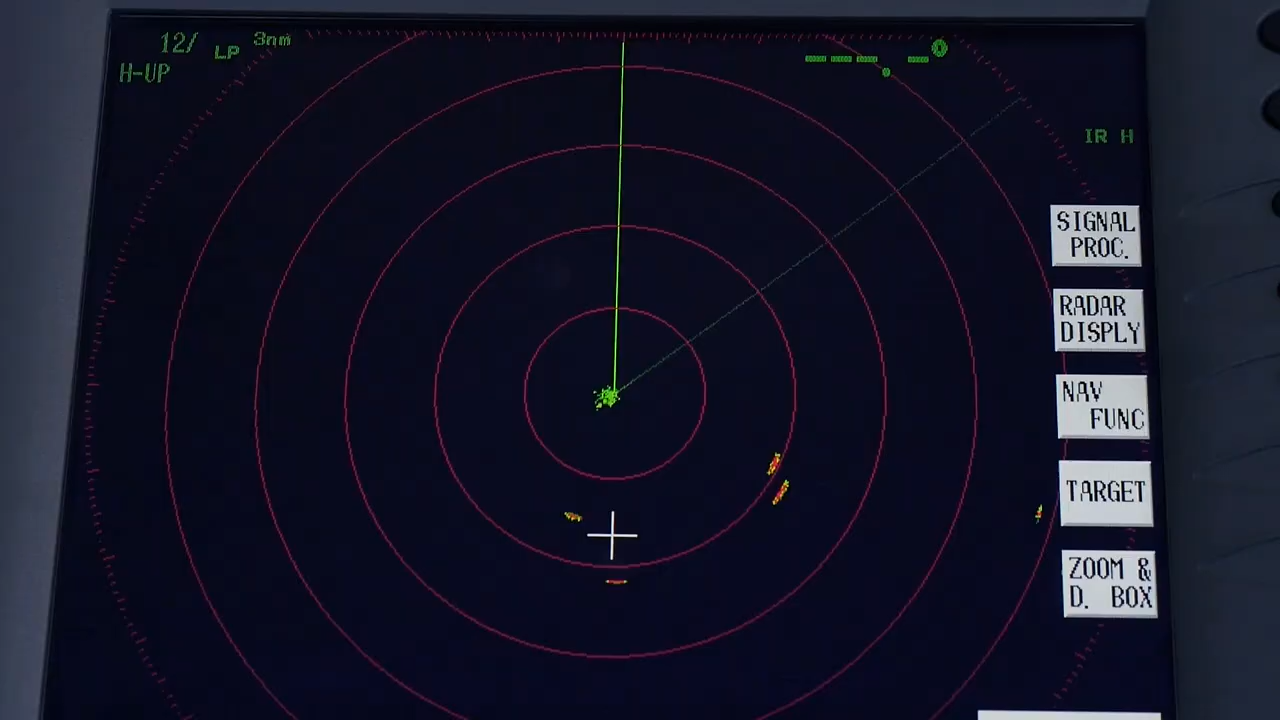 12/ LP 3nm
H-UP
IR H
SIGNAL
PROC.
RADAR
DISPLY
NAV
FUNC
TARGET
ZOOM &
D. BOX